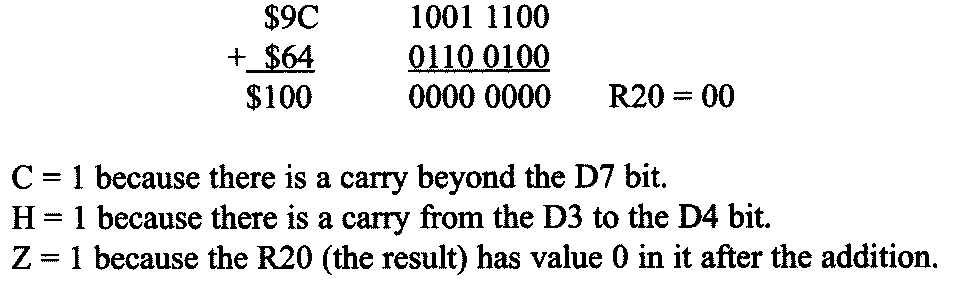 $9C 1001 1100
+ $64 0110 0100
$100 0000 0000 R20 = 00
C = 1 because there is a carry beyond the D7 bit.
H = 1 because there is a carry from the D3 to the D4 bit.
Z = 1 because the R20 (the result) has value 0 in it after the addition.